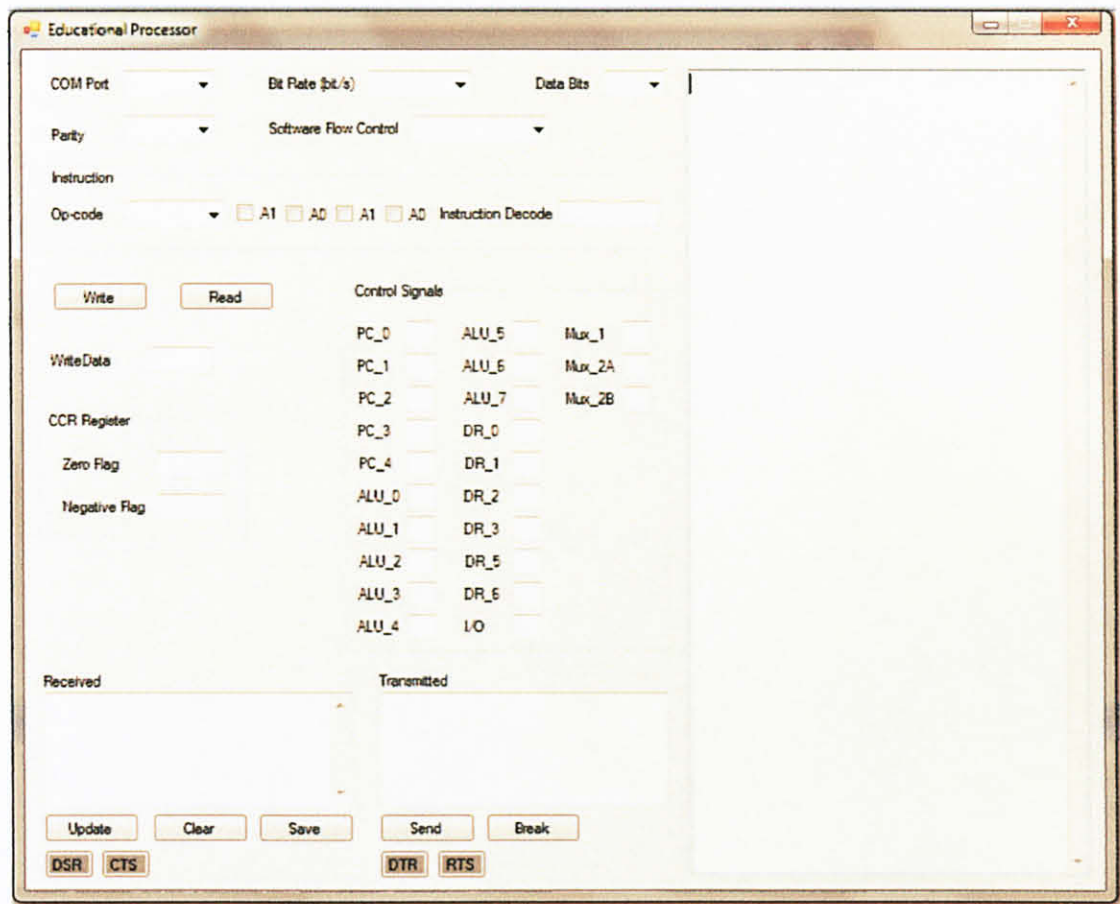 Educational Processor
COM Port Bit Rate (bit/s) Data Bits
Parity Software Flow Control
Instruction
Op-code A1 A0 A1 A0 Instruction Decode
Write Read Control Signals
PC_0 ALU_5 Mux_1
WriteData PC_1 ALU_6 Mux_2A
PC_2 ALU_7 Mux_2B
CCR Register PC_3 DR_0
Zero Flag PC_4 DR_1
Negative Flag ALU_0 DR_2
ALU_1 DR_3
ALU_2 DR_5
ALU_3 DR_6
ALU_4 I/O
Received Transmitted
Update Clear Save Send Break
DSR CTS DTR RTS